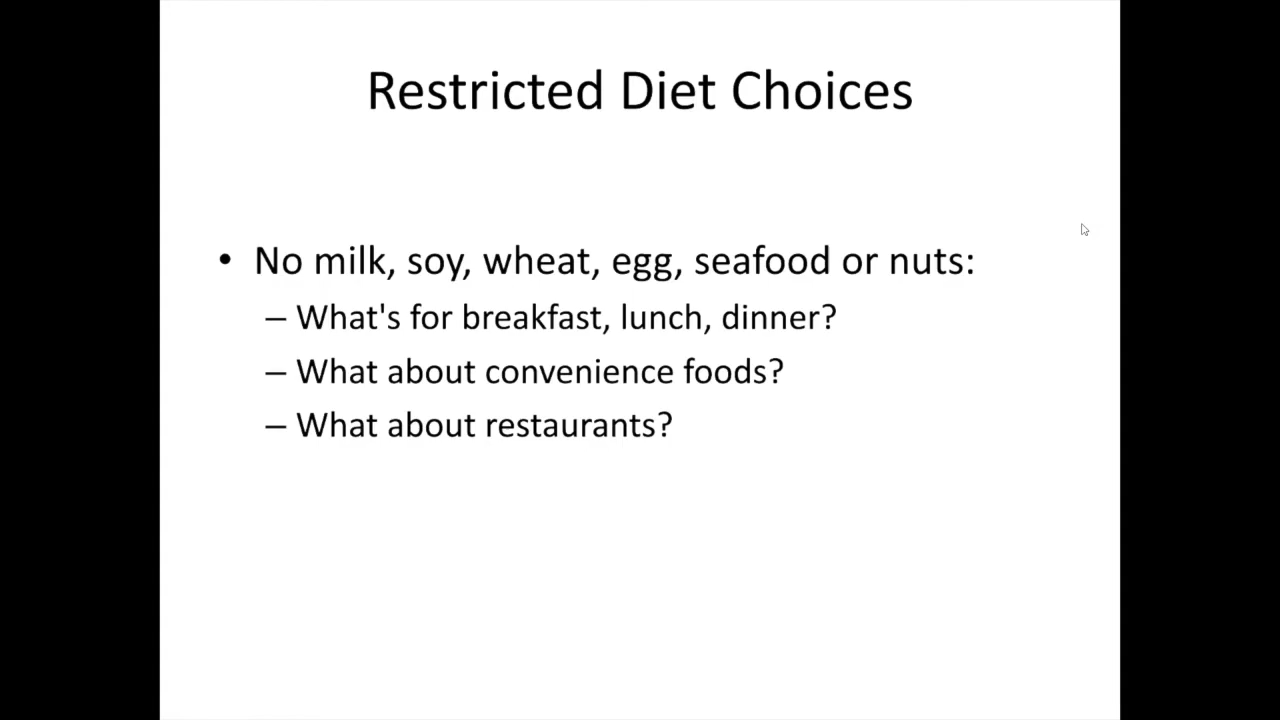 Restricted Diet Choices
• No milk, soy, wheat, egg, seafood or nuts:
– What's for breakfast, lunch, dinner?
– What about convenience foods?
– What about restaurants?